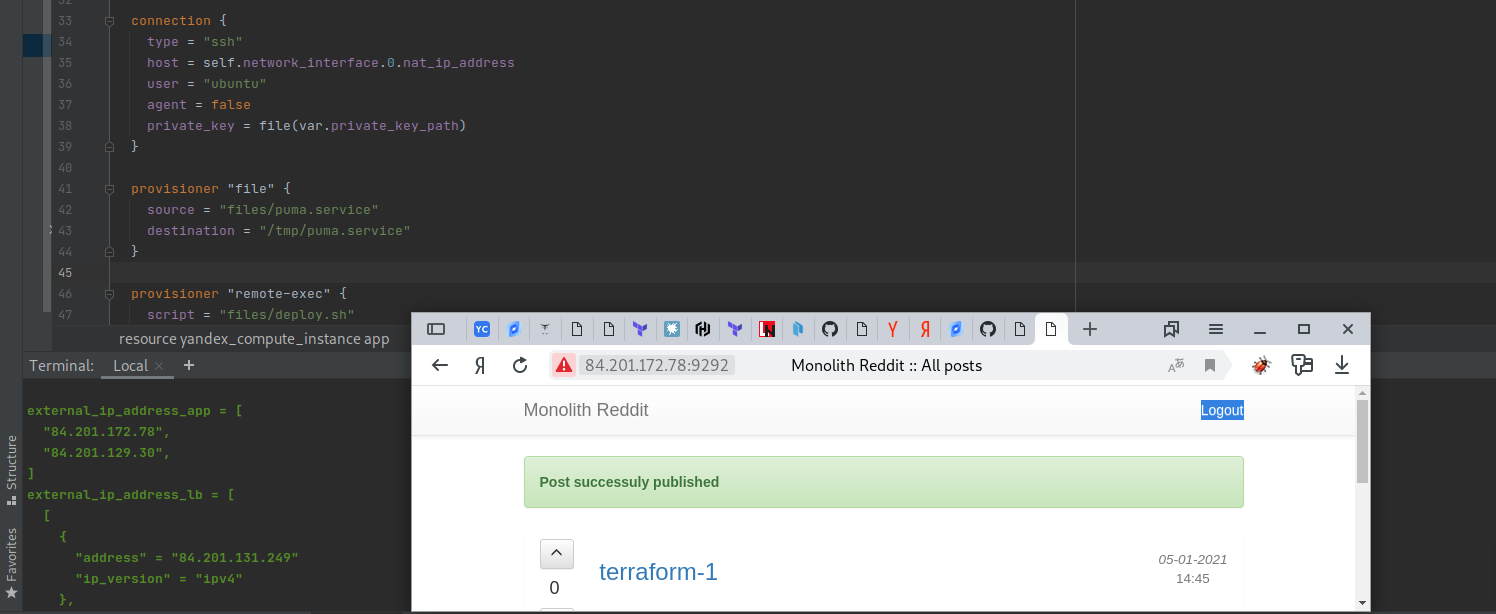 32
33 connection {
34 type = "ssh"
35 host = self.network_interface.0.nat_ip_address
36 user = "ubuntu"
37 agent = false
38 private_key = file(var.private_key_path)
39 }
40
41 provisioner "file" {
42 source = "files/puma.service"
43 destination = "/tmp/puma.service"
44 }
45
46 provisioner "remote-exec" {
47 script = "files/deploy.sh"
resource yandex_compute_instance app
Terminal: Local × +
external_ip_address_app = [
"84.201.172.78",
"84.201.129.30",
]
external_ip_address_lb = [
[
{
"address" = "84.201.131.249"
"ip_version" = "ipv4"
},
Structure
Favorites
YC
Y
Я
Я
84.201.172.78:9292
Monolith Reddit :: All posts
Monolith Reddit
Logout
Post successuly published
0
terraform-1
05-01-2021
14:45